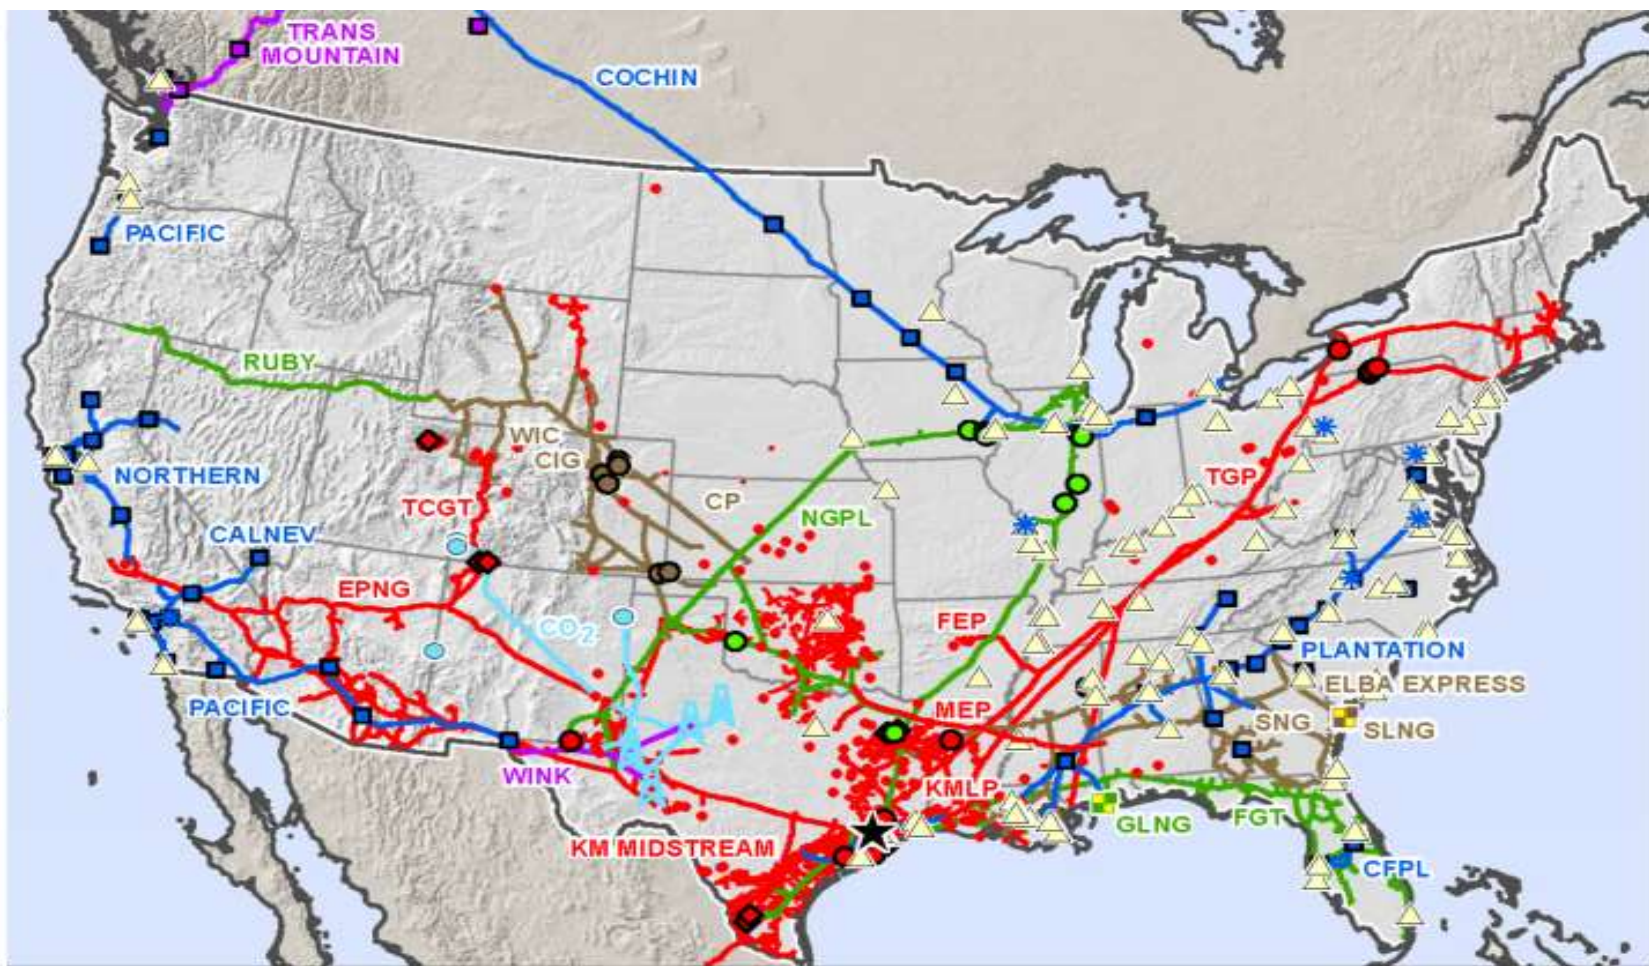 TRANS
MOUNTAIN
COCHIN
PACIFIC
RUBY
WIC
CIG
NORTHERN
TCGT
CP
NGPL
TGP
CALNEV
EPNG
CO2
FEP
PLANTATION
ELBA EXPRESS
PACIFIC
MEP
SNG
SLNG
WINK
KMLP
GLNG
FGT
KM MIDSTREAM
CFPL